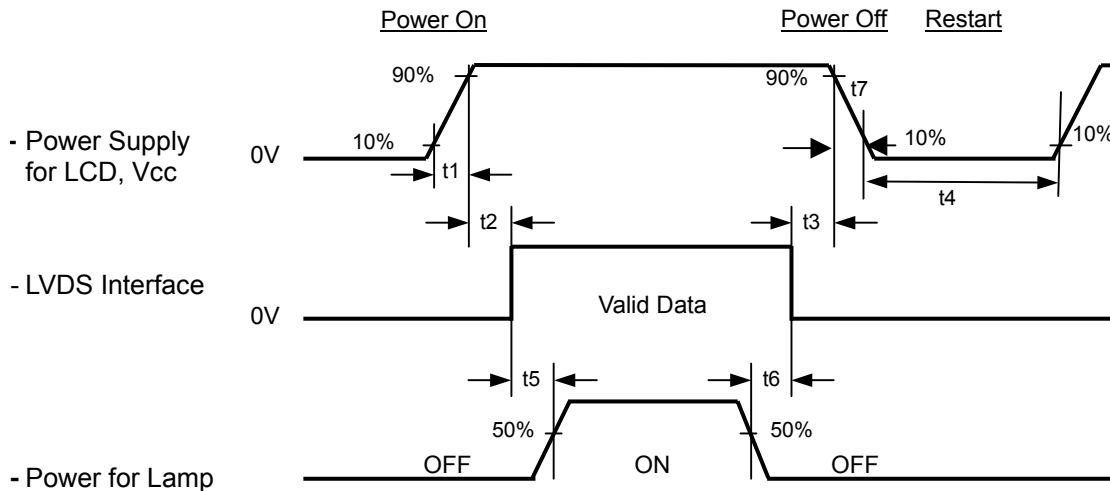 Power On
Power Off
Restart
90%
90%
t7
- Power Supply
for LCD, Vcc
0V
10%
10%
10%
t1
t4
t2
t3
- LVDS Interface
0V
Valid Data
t5
t6
50%
50%
- Power for Lamp
OFF
ON
OFF